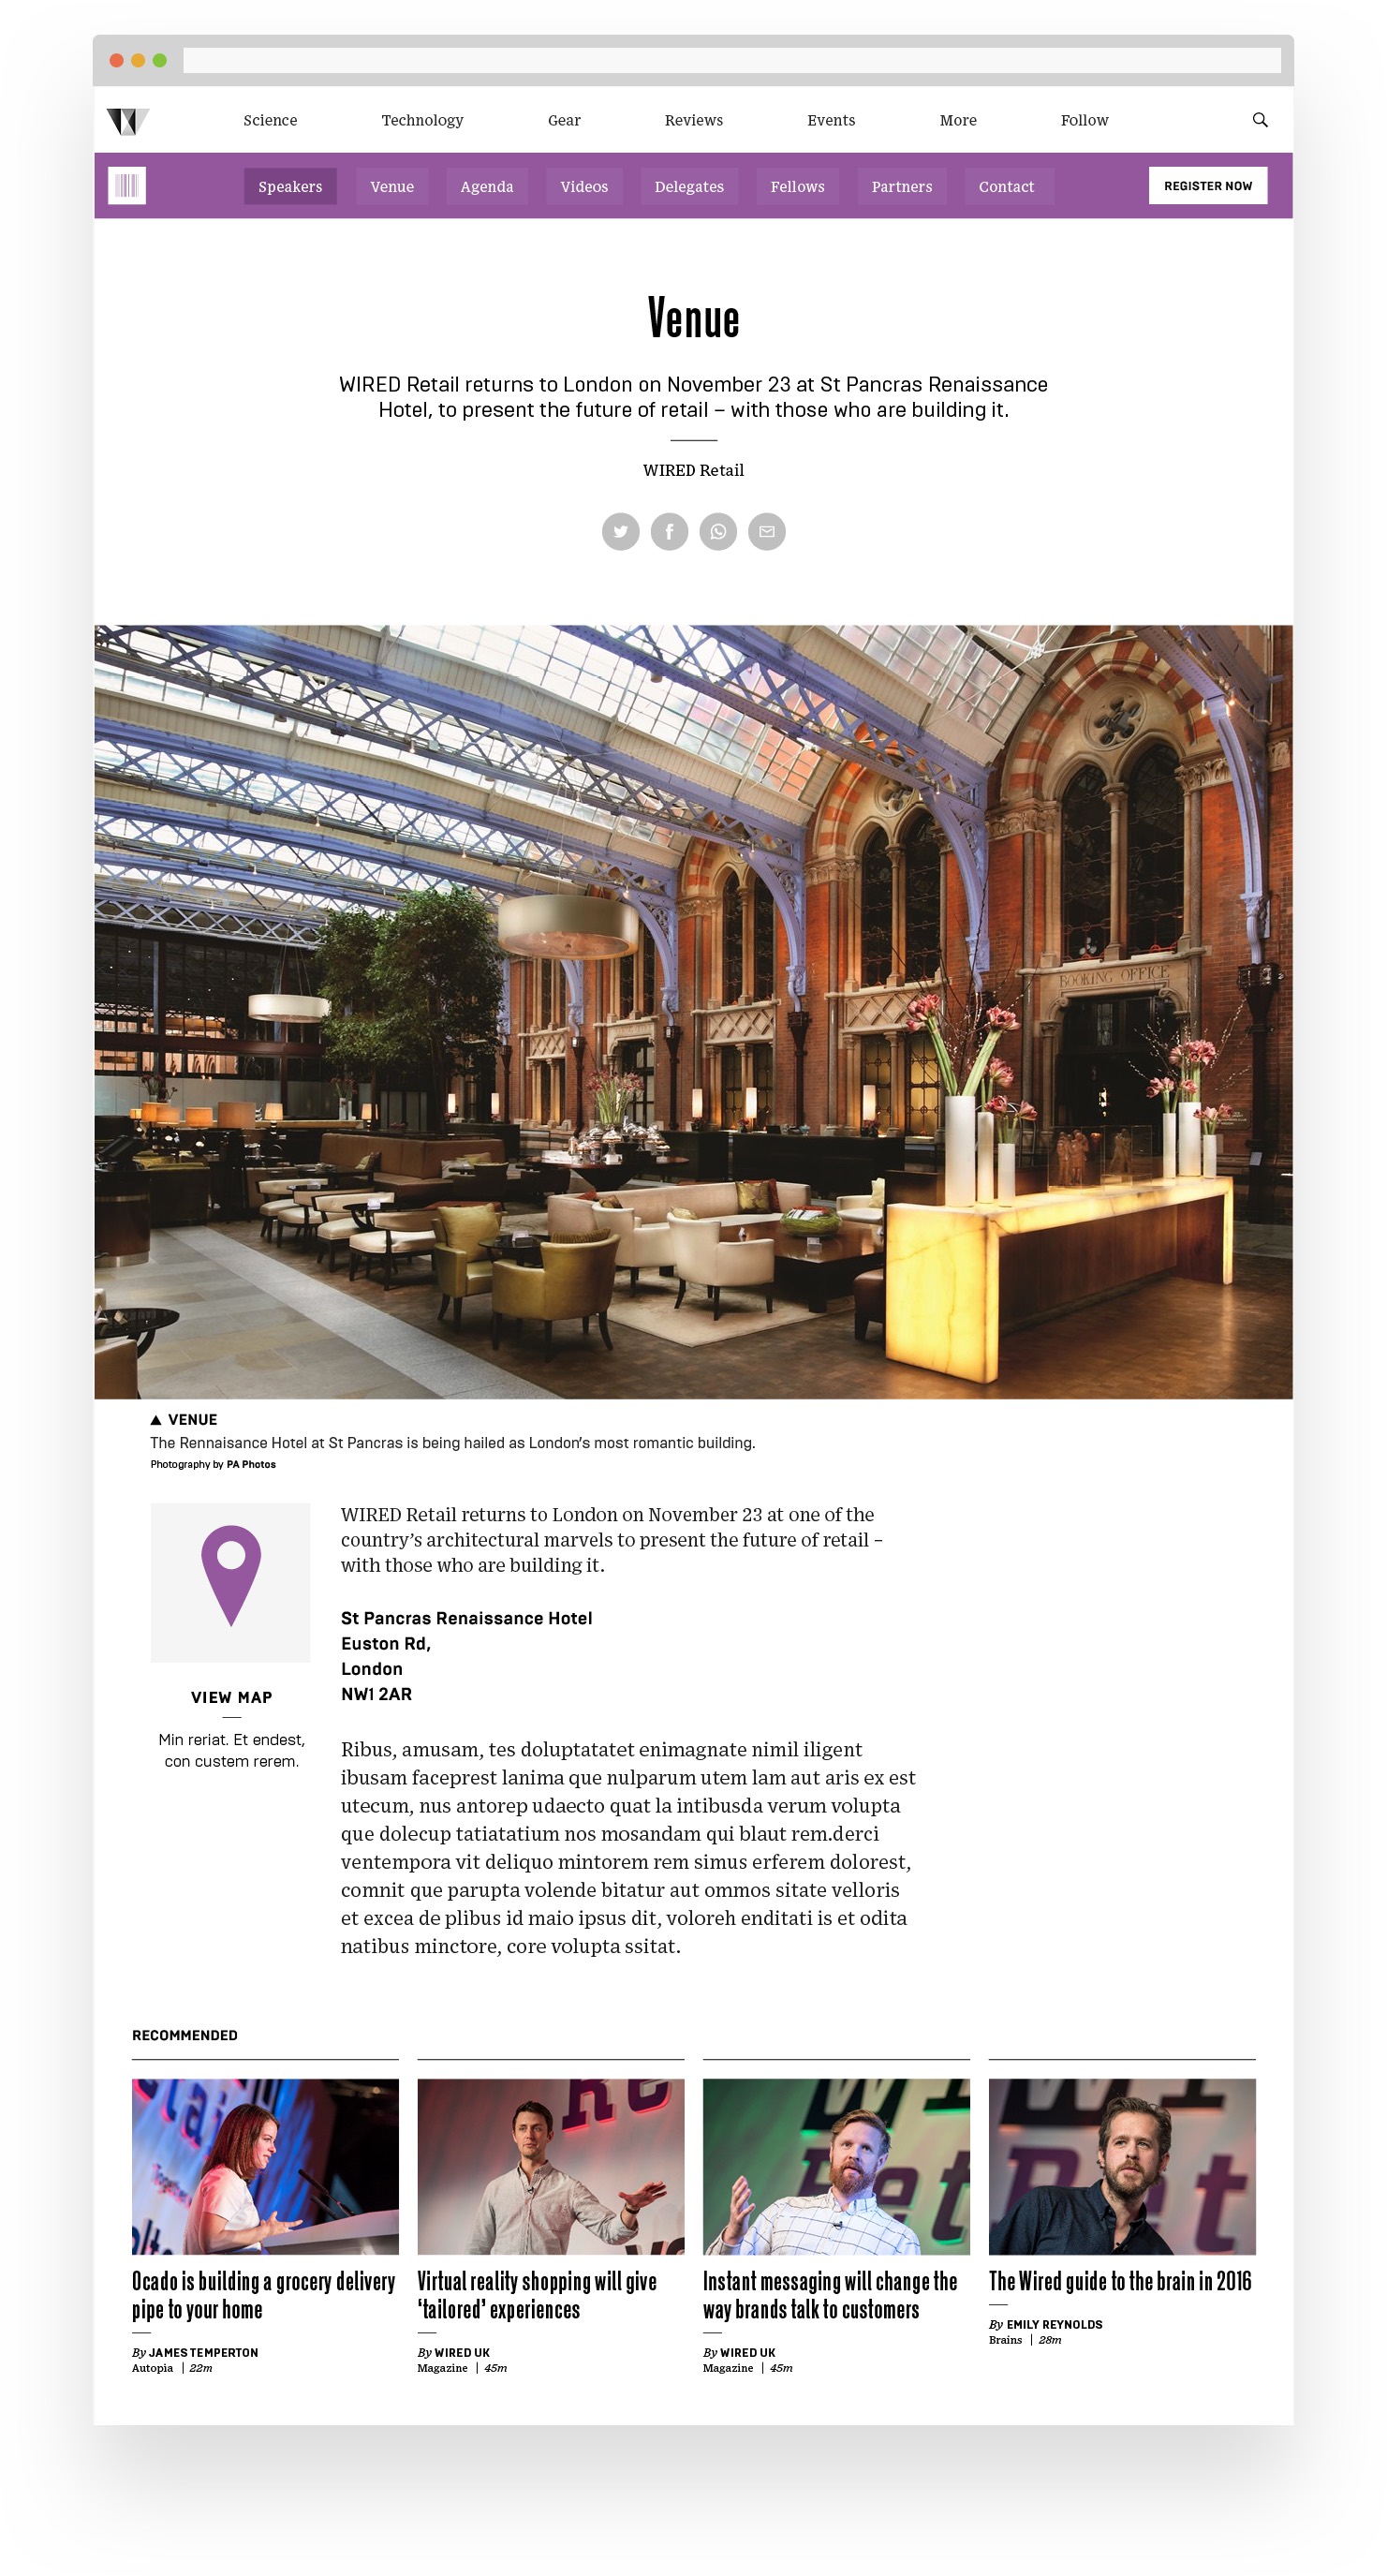 Science Technology Gear Reviews Events More Follow
Speakers Venue Agenda Videos Delegates Fellows Partners Contact REGISTER NOW
Venue
WIRED Retail returns to London on November 23 at St Pancras Renaissance
Hotel, to present the future of retail – with those who are building it.
WIRED Retail
BOOKING OFFICE
▲ VENUE
The Rennaisance Hotel at St Pancras is being hailed as London’s most romantic building.
Photography by PA Photos
WIRED Retail returns to London on November 23 at one of the
country’s architectural marvels to present the future of retail –
with those who are building it.
St Pancras Renaissance Hotel
Euston Rd,
London
NW1 2AR
VIEW MAP
Min reriat. Et endest,
con custem rerem.
Ribus, amusam, tes doluptatatet enimagnate nimil iligent
ibusam faceprest lanima que nulparum utem lam aut aris ex est
utecum, nus antorep udaecto quat la intibusda verum volupta
que dolecup tatiatatium nos mosandam qui blaut rem.derci
ventempora vit deliquo mintorem rem simus erferem dolorest,
comnit que parupta volende bitatur aut ommos sitate velloris
et excea de plibus id maio ipsus dit, voloreh enditati is et odita
natibus minctore, core volupta ssitat.
RECOMMENDED
Ocado is building a grocery delivery
pipe to your home
By JAMES TEMPERTON
Autopia | 22m
Virtual reality shopping will give
‘tailored’ experiences
By WIRED UK
Magazine | 45m
Instant messaging will change the
way brands talk to customers
By WIRED UK
Magazine | 45m
The Wired guide to the brain in 2016
By EMILY REYNOLDS
Brains | 28m